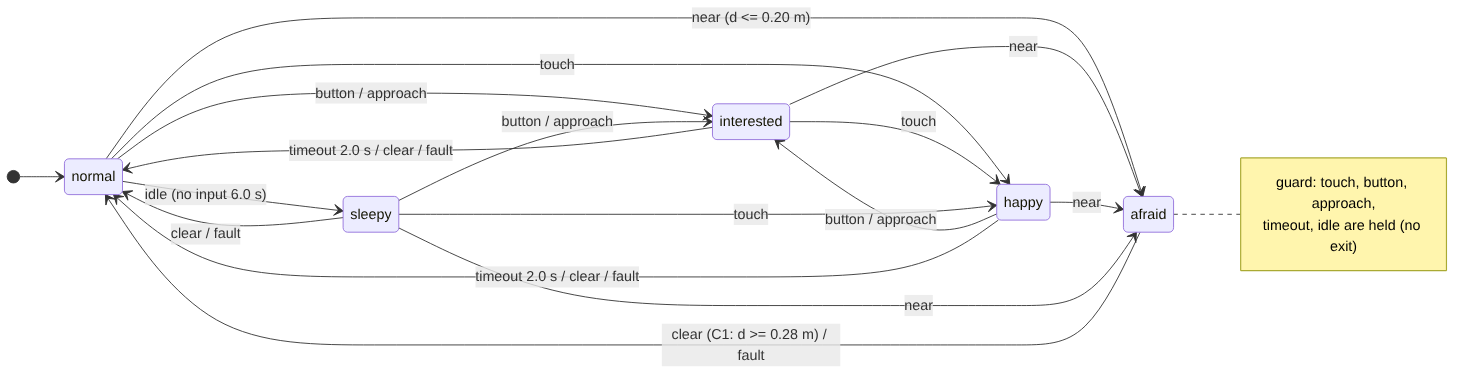 near (d <= 0.20 m)
near
touch
button / approach
interested
button / approach
touch
timeout 2.0 s / clear / fault
normal
idle (no input 6.0 s)
sleepy
happy
near
afraid
guard: touch, button,
approach,
timeout, idle are held (no
exit)
touch
button / approach
clear / fault
timeout 2.0 s / clear / fault
near
clear (C1: d >= 0.28 m) /
fault